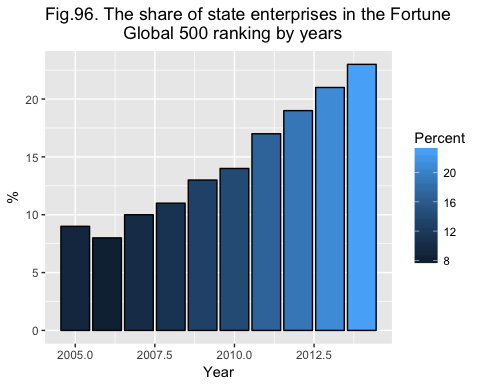 Fig.96. The share of state enterprises in the Fortune
Global 500 ranking by years
20
15
10
5
0
%
2005.0 2007.5 2010.0 2012.5
Year
Percent
20
16
12
8